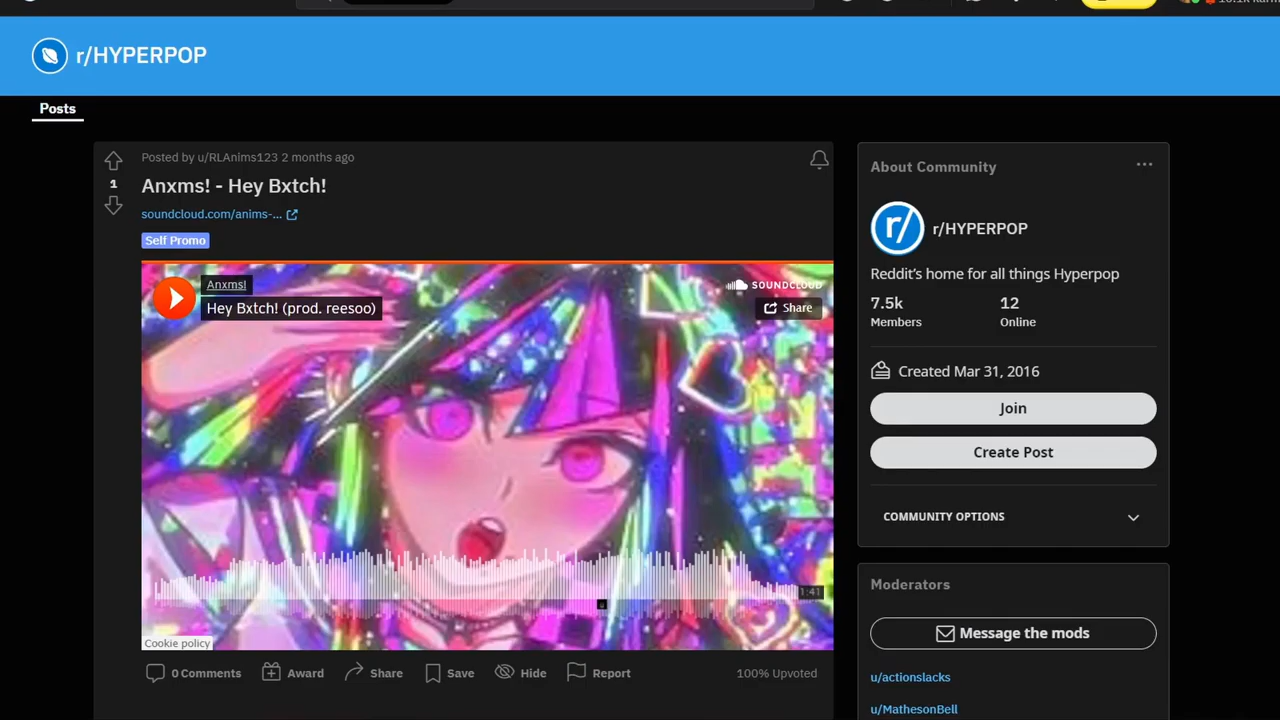 r/HYPERPOP
Posts
Posted by u/RLAnims123 2 months ago
1
Anxms! - Hey Bxtch!
soundcloud.com/anims-...
Self Promo
Anxms!
Hey Bxtch! (prod. reesoo)
SOUNDCLOUD
Share
1:41
Cookie policy
0 Comments
Award
Share
Save
Hide
Report
100% Upvoted
About Community
r/
r/HYPERPOP
Reddit’s home for all things Hyperpop
7.5k 12
Members Online
Created Mar 31, 2016
Join
Create Post
COMMUNITY OPTIONS
Moderators
Message the mods
u/actionslacks
u/MathesonBell